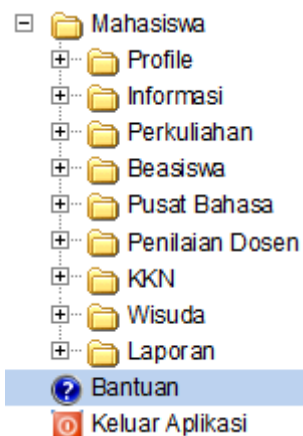 Mahasiswa
Profile
Informasi
Perkuliahan
Beasiswa
Pusat Bahasa
Penilaian Dosen
KKN
Wisuda
Laporan
Bantuan
Keluar Aplikasi